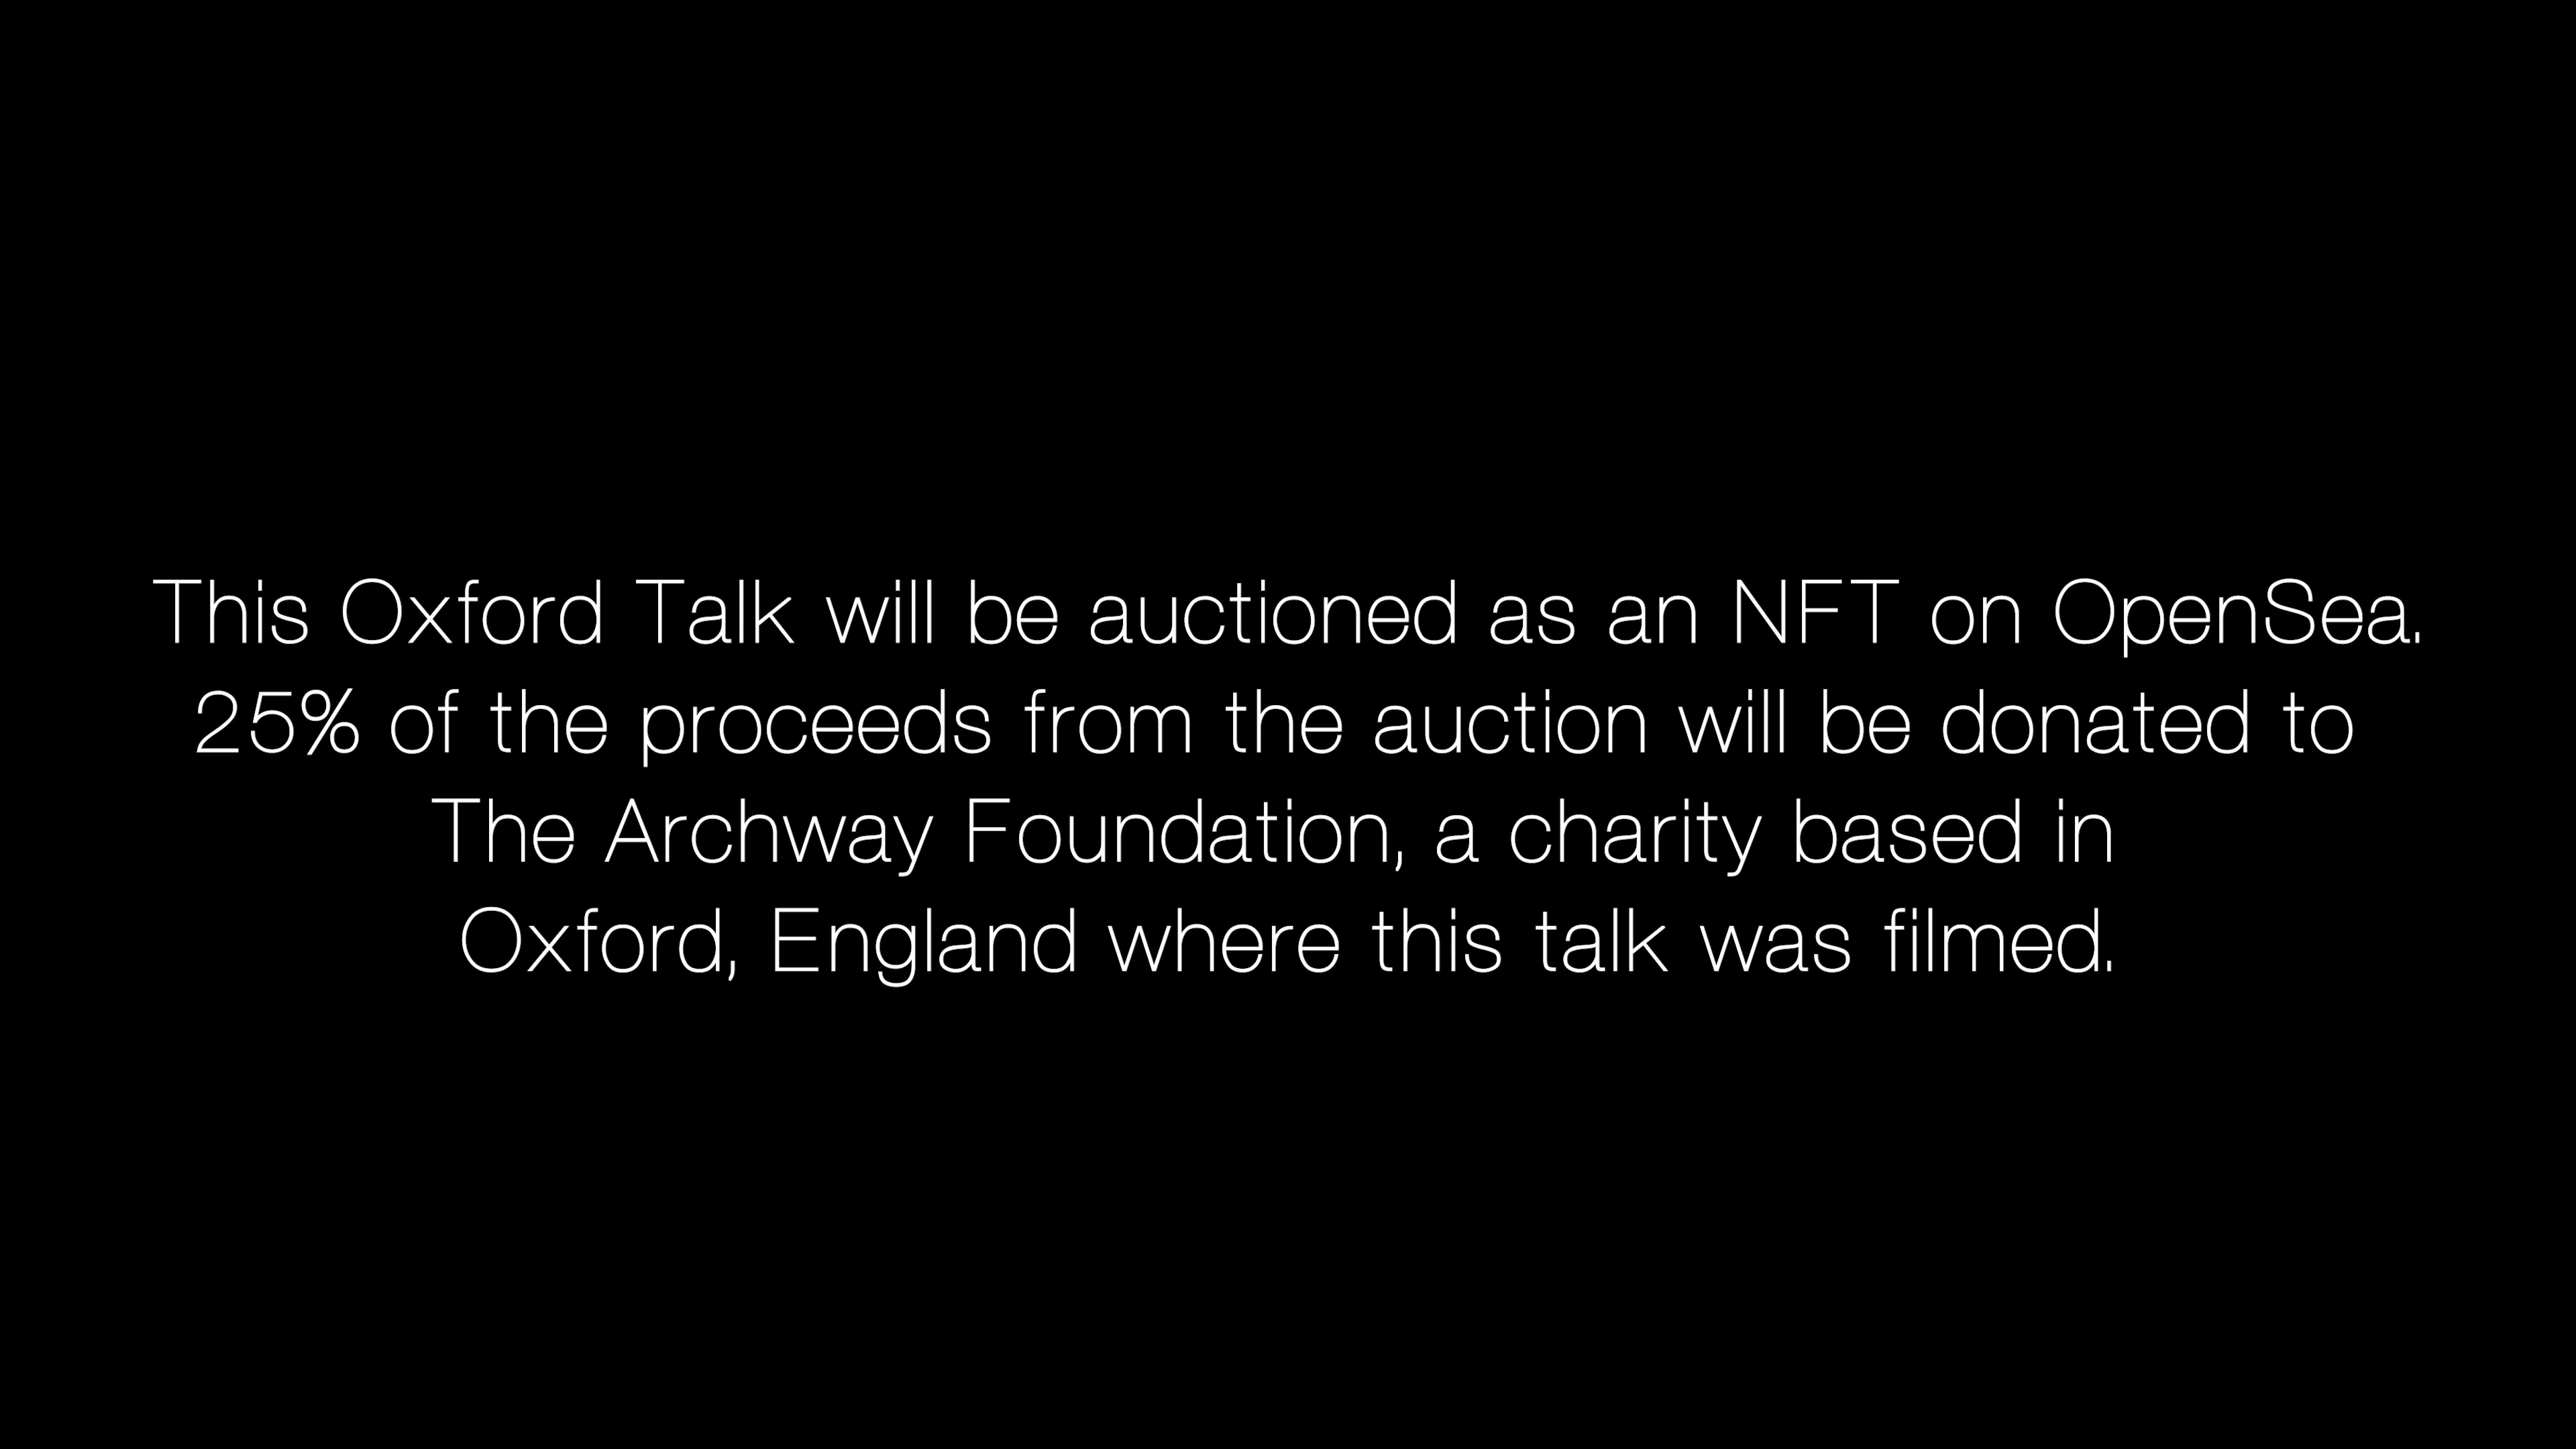 This Oxford Talk will be auctioned as an NFT on OpenSea.
25% of the proceeds from the auction will be donated to
The Archway Foundation, a charity based in
Oxford, England where this talk was filmed.